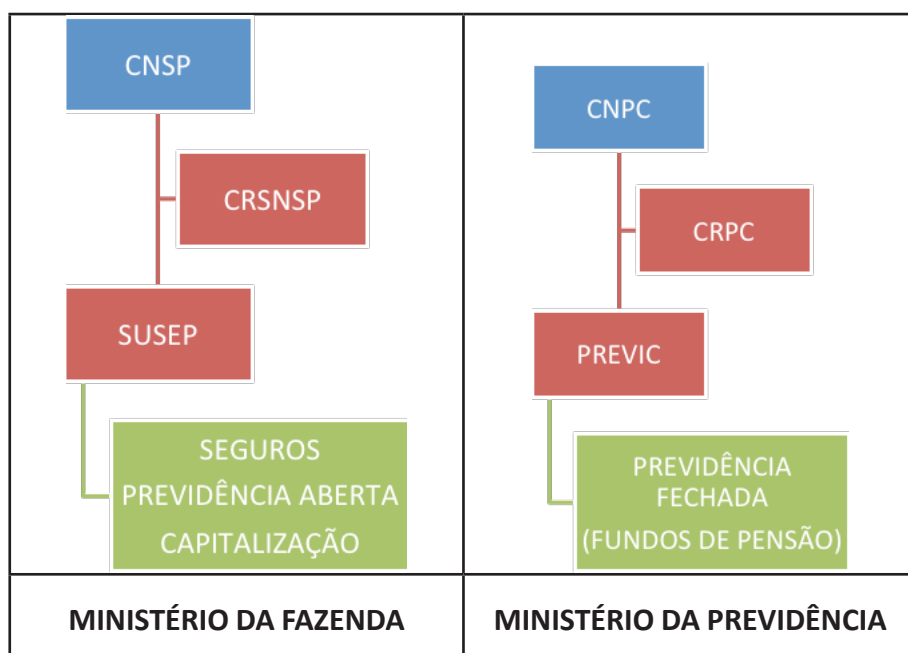 CNSP
CRSNSP
SUSEP
SEGUROS
PREVIDÊNCIA ABERTA
CAPITALIZAÇÃO
MINISTÉRIO DA FAZENDA
CNPC
CRPC
PREVIC
PREVIDÊNCIA
FECHADA
(FUNDOS DE PENSÃO)
MINISTÉRIO DA PREVIDÊNCIA